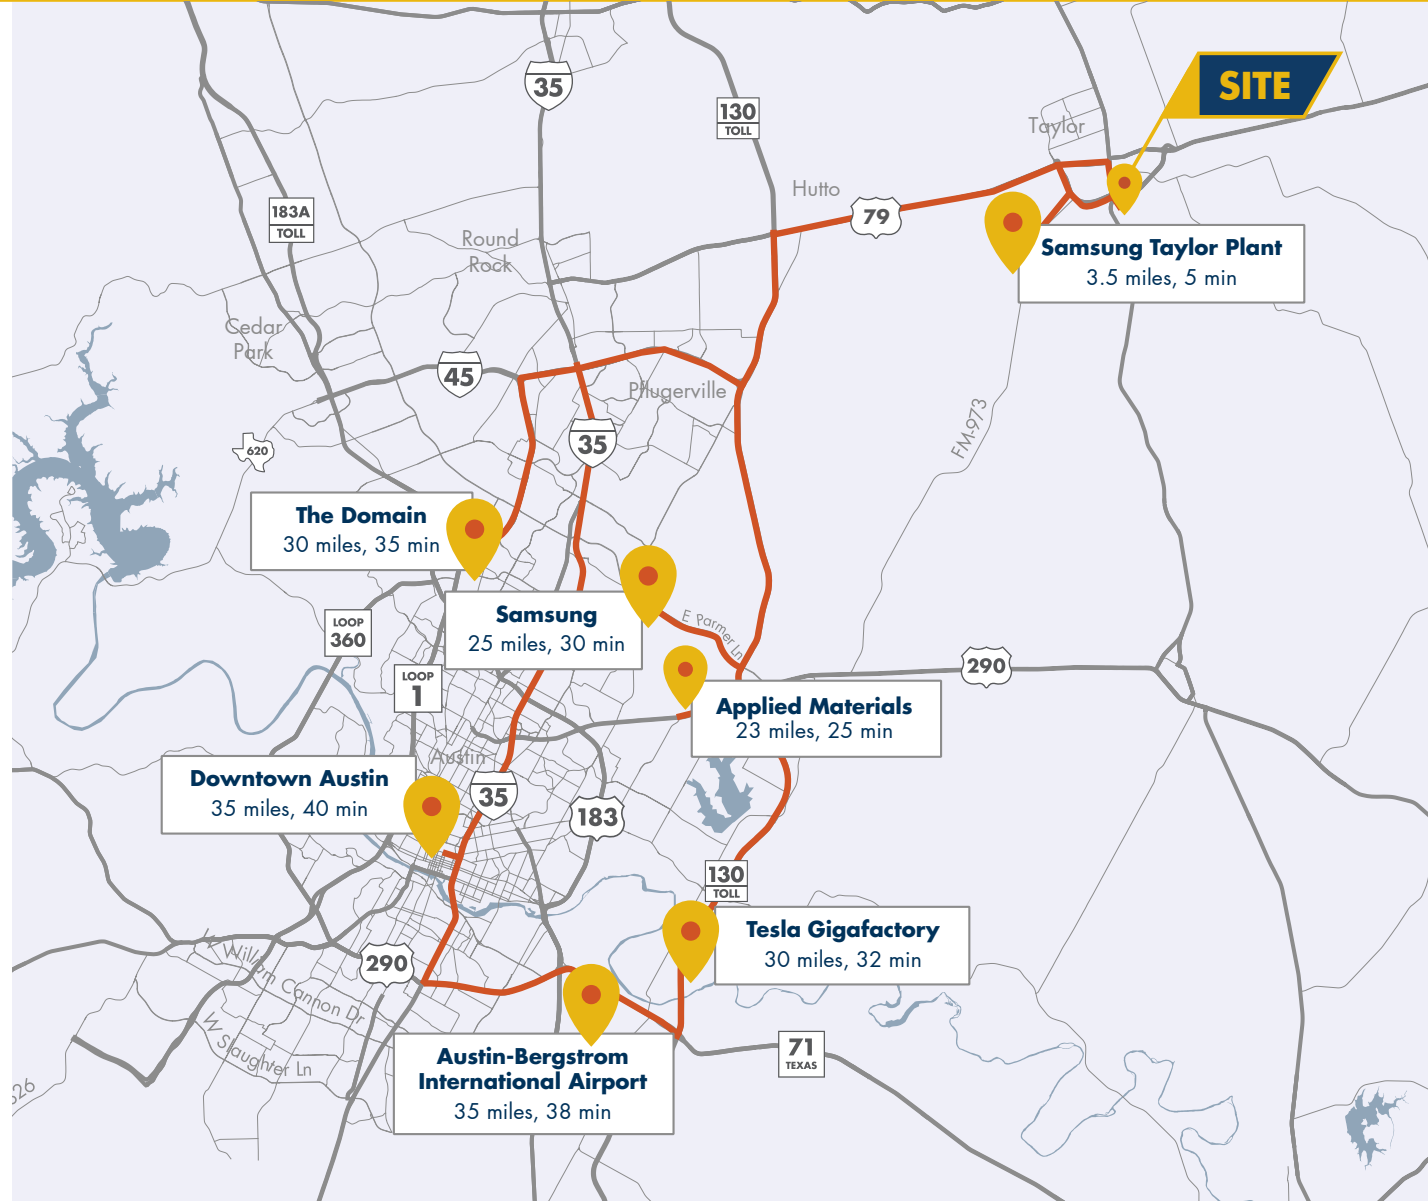 35
130
TOLL
SITE
Taylor
183A
TOLL
Hutto
79
Round
Rock
Samsung Taylor Plant
3.5 miles, 5 min
Cedar
Park
45
Pflugerville
35
FM-973
620
The Domain
30 miles, 35 min
Samsung
25 miles, 30 min
E Parmer Ln
LOOP
360
LOOP
1
290
Applied Materials
23 miles, 25 min
Austin
Downtown Austin
35 miles, 40 min
35
183
130
TOLL
Tesla Gigafactory
30 miles, 32 min
290
W William Cannon Dr
W Slaughter Ln
71
TEXAS
Austin-Bergstrom
International Airport
35 miles, 38 min